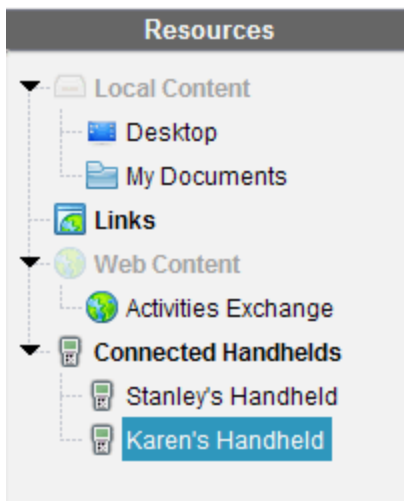 Resources
Local Content
Desktop
My Documents
Links
Web Content
Activities Exchange
Connected Handhelds
Stanley's Handheld
Karen's Handheld